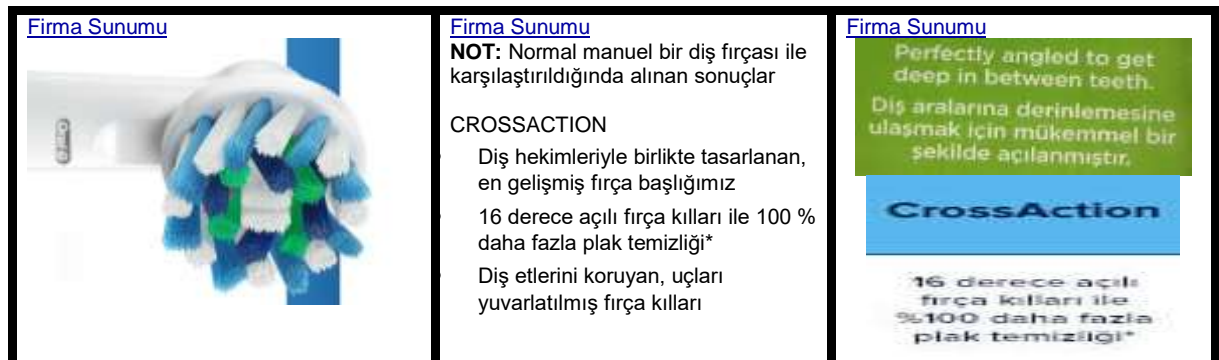 Firma Sunumu
Oral-B
Firma Sunumu
NOT: Normal manuel bir diş fırçası ile
karşılaştırıldığında alınan sonuçlar
CROSSACTION
Diş hekimleriyle birlikte tasarlanan,
en gelişmiş fırça başlığımız
16 derece açılı fırça kılları ile 100 %
daha fazla plak temizliği*
Diş etlerini koruyan, uçları
yuvarlatılmış fırça kılları
Firma Sunumu
Perfectly angled to get
deep in between teeth.
Diş aralarına derinlemesine
ulaşmak için mükemmel bir
şekilde açılanmıştır.
CrossAction
16 derece açılı
fırça kılları ile
%100 daha fazla
plak temizliği*